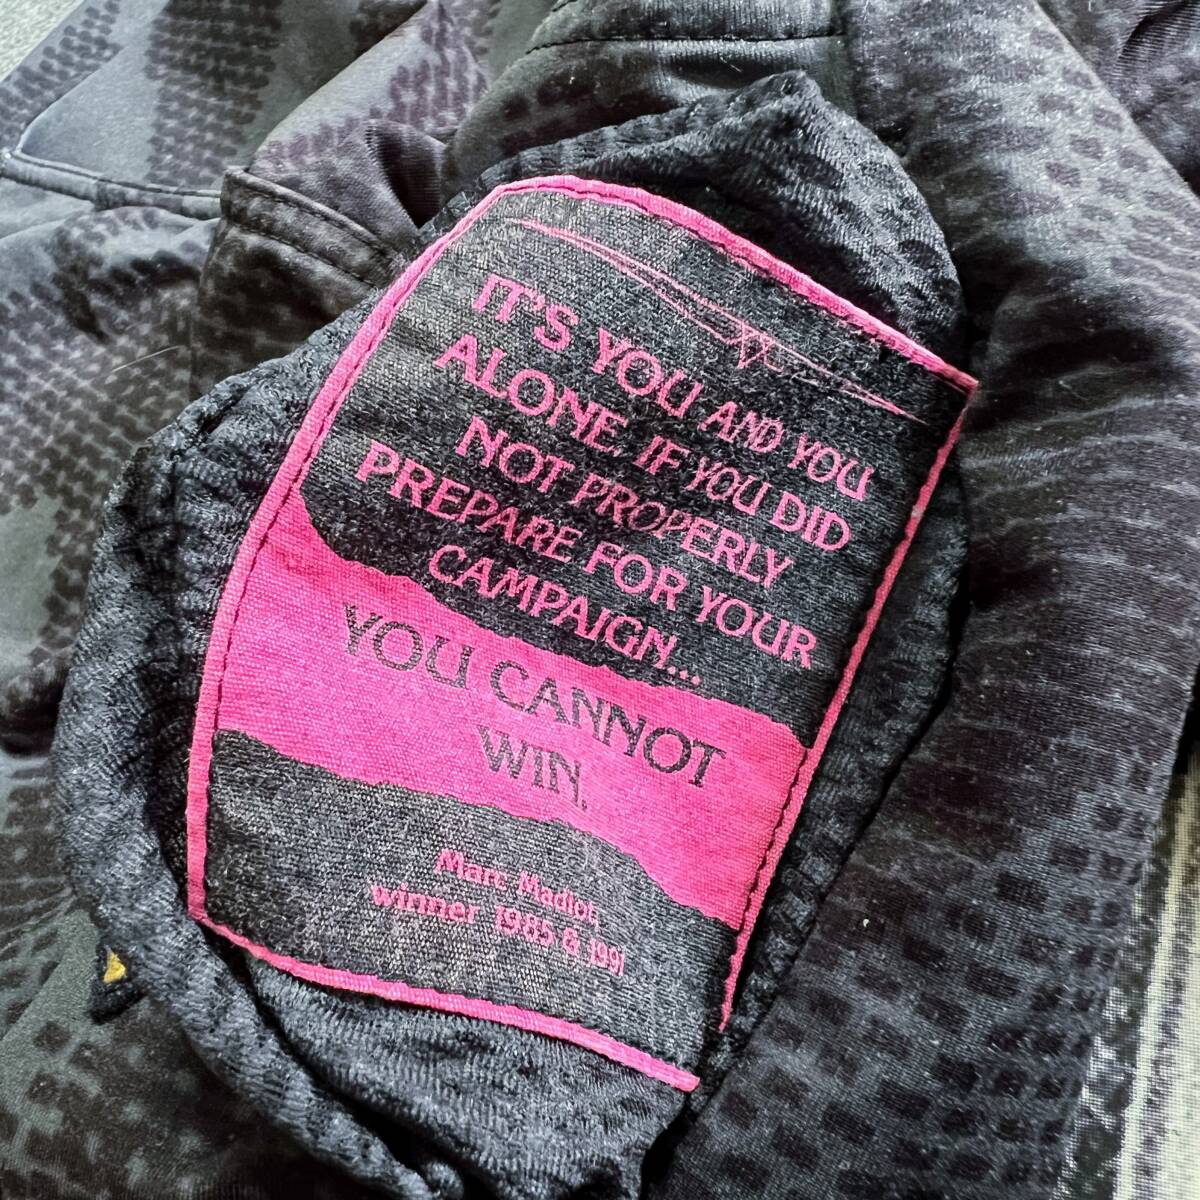 IT'S YOU AND YOU
ALONE, IF YOU DID
NOT PROPERLY
PREPARE FOR YOUR
CAMPAIGN...
YOU CANNOT
WIN.
Marc Madiot,
winner 1985 & 1991